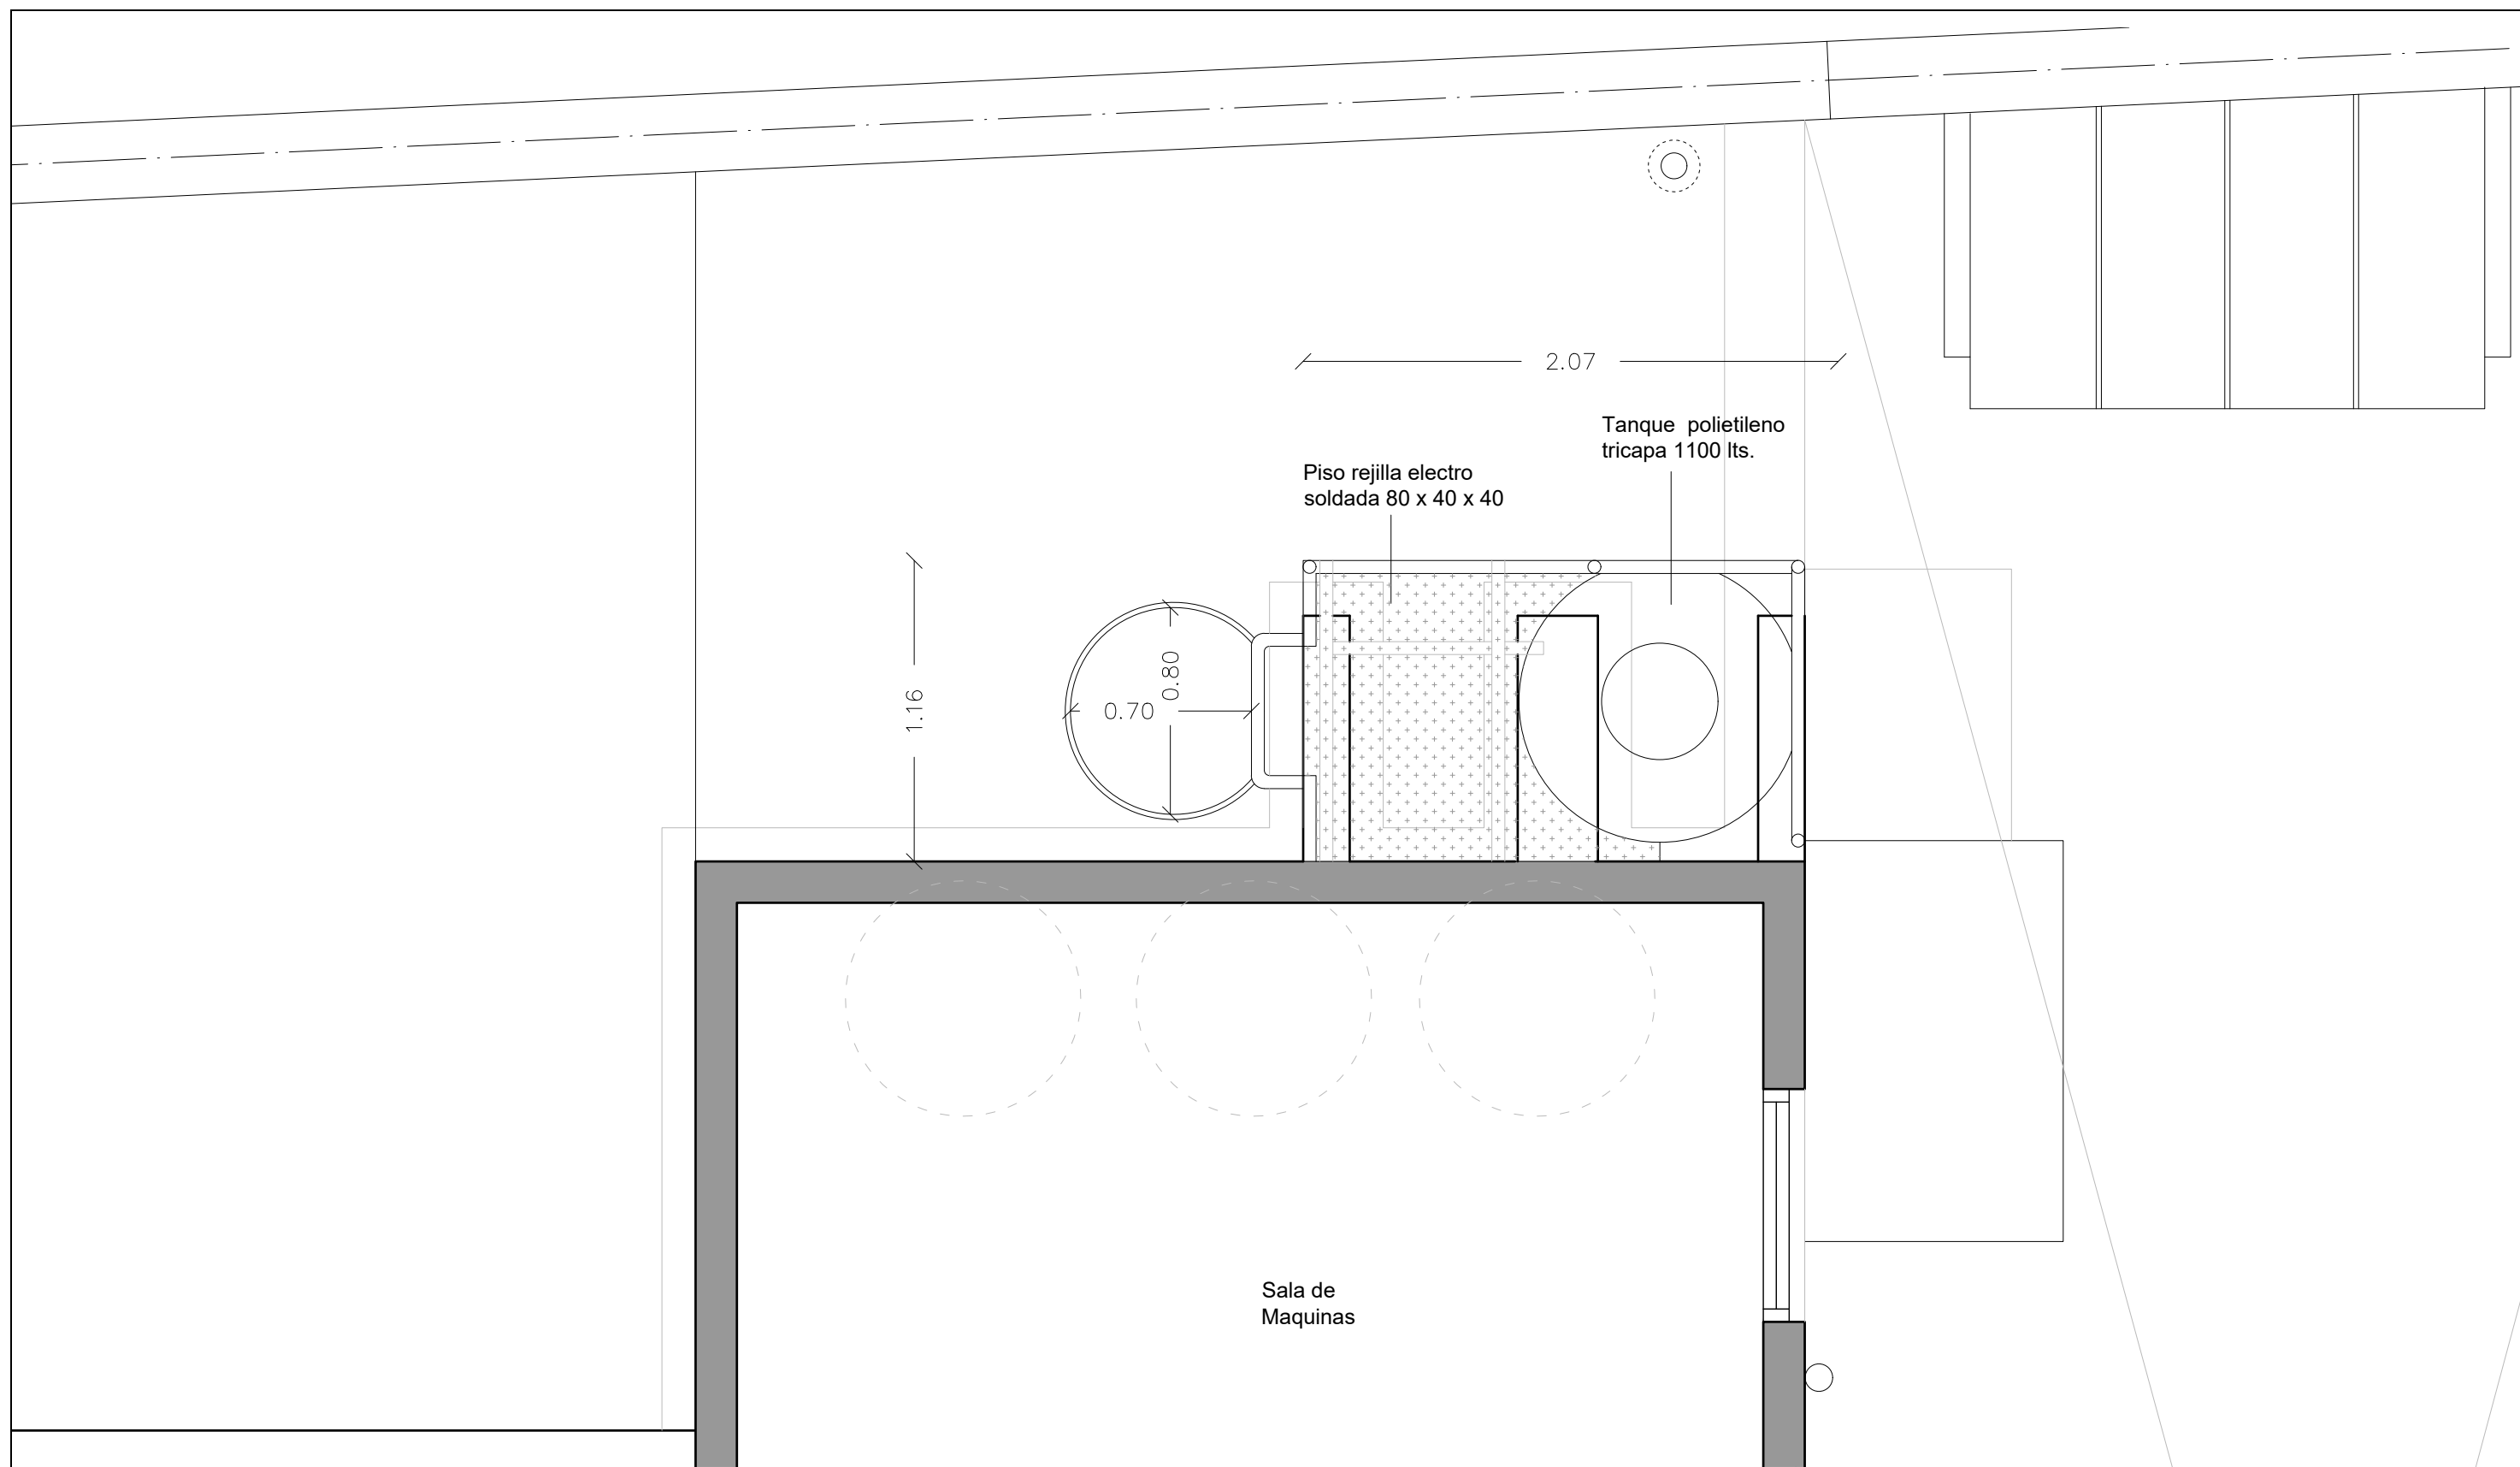 2.07
Tanque polietileno
tricapa 1100 lts.
Piso rejilla electro
soldada 80 x 40 x 40
1.16
0.80
0.70
Sala de
Maquinas